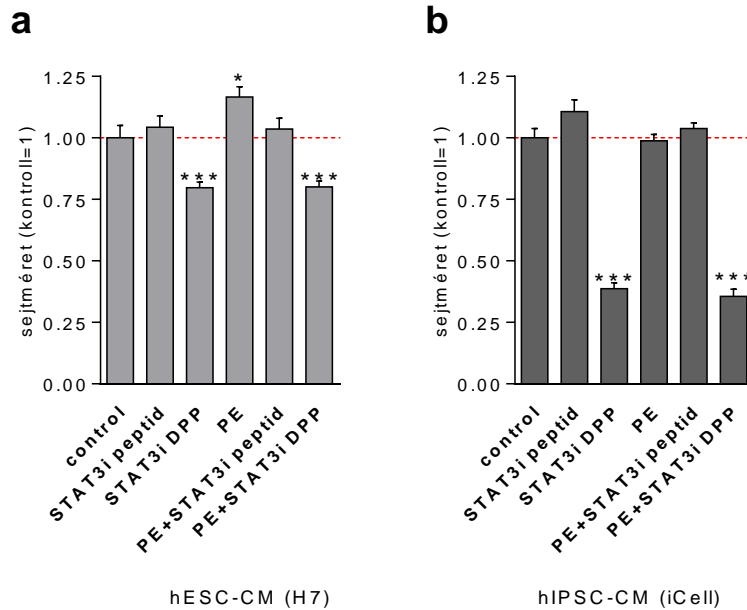 a
sejtméret (kontroll=1)
1.25
1.00
0.75
0.50
0.25
0.00
*
***
***
control
STAT3i peptid
STAT3i DPP
PE
PE+STAT3i peptid
PE+STAT3i DPP
hESC-CM (H7)
b
sejtméret (kontroll=1)
1.25
1.00
0.75
0.50
0.25
0.00
***
***
control
STAT3i peptid
STAT3i DPP
PE
PE+STAT3i peptid
PE+STAT3i DPP
hIPSC-CM (iCell)